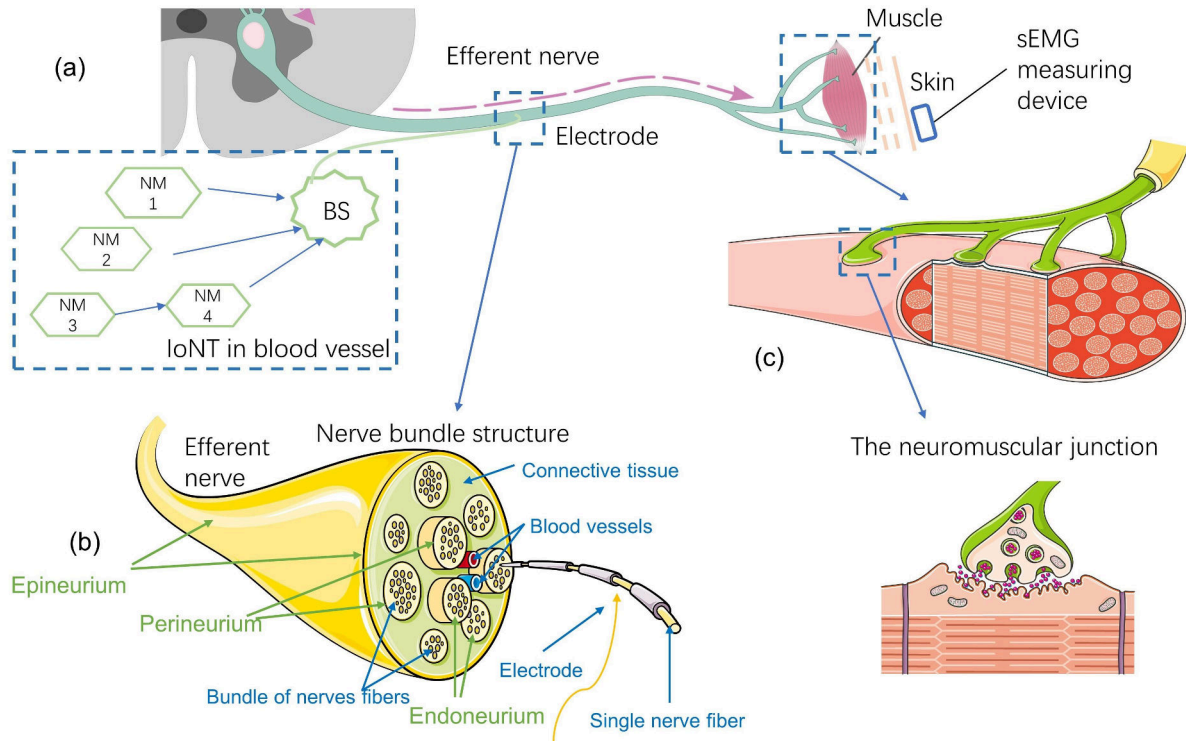 (a)
Efferent nerve
Muscle
sEMG
measuring
device
Skin
Electrode
NM
1
BS
NM
2
NM
3
NM
4
IoNT in blood vessel
(c)
Efferent
nerve
Nerve bundle structure
Connective tissue
The neuromuscular junction
Blood vessels
(b)
Epineurium
Perineurium
Electrode
Bundle of nerves fibers
Endoneurium
Single nerve fiber